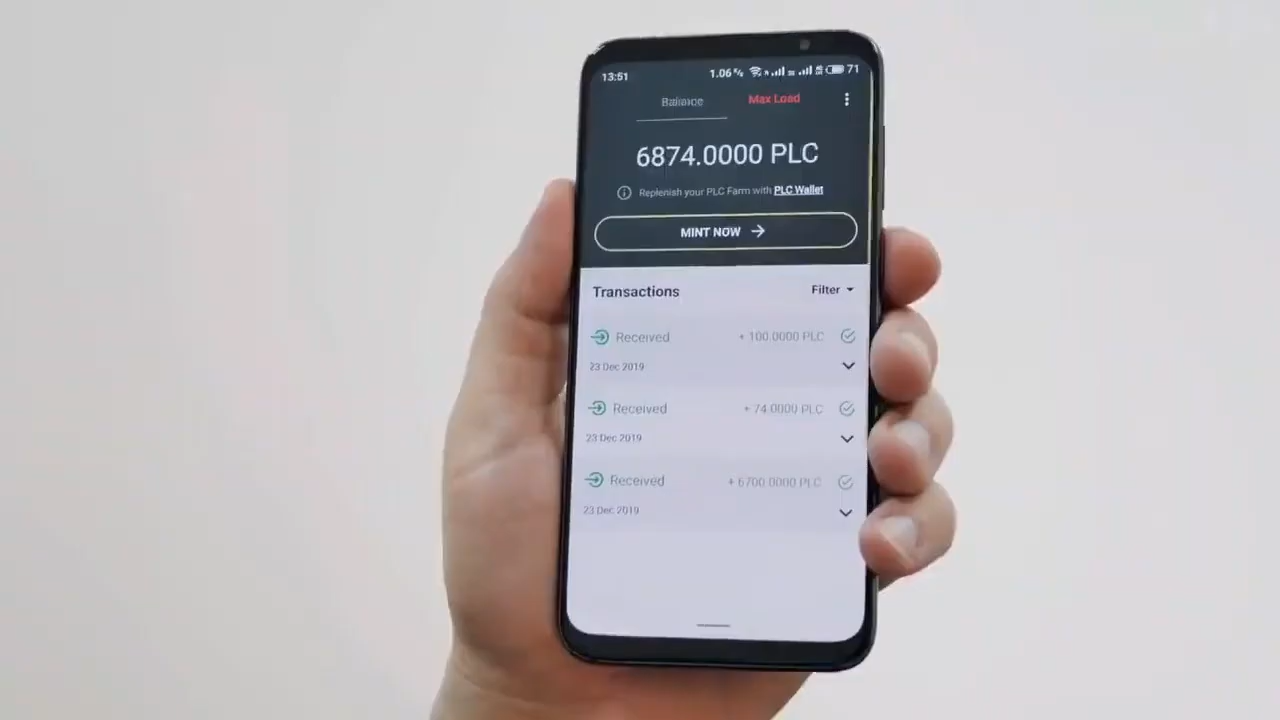 13:51
1.06 71
Balance Max Load
6874.0000 PLC
Replenish your PLC Farm with PLC Wallet
MINT NOW
Transactions Filter
Received + 100.0000 PLC
23 Dec 2019
Received + 74.0000 PLC
23 Dec 2019
Received + 6700.0000 PLC
23 Dec 2019